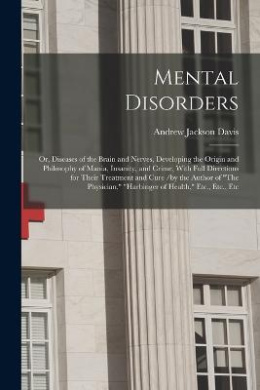 Mental
Disorders
Andrew Jackson Davis
Or, Diseases of the Brain and Nerves, Developing the Origin and
Philosophy of Mania, Insanity, and Crime, With Full Directions
for Their Treatment and Cure /by the Author of "The
Physician," "Harbinger of Health," Etc., Etc., Etc